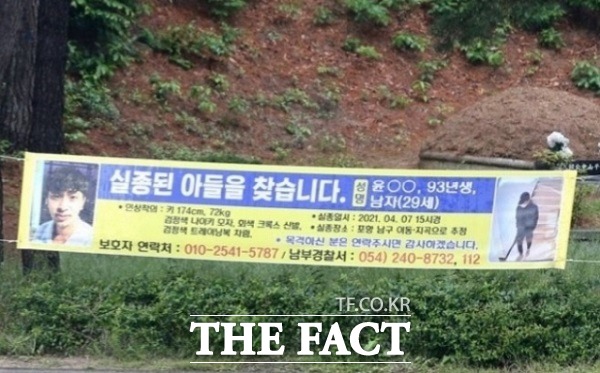 실종된 아들을 찾습니다.
성명 윤○○, 93년생,
남자(29세)
• 인상착의 : 키 174cm, 72kg
검정색 나이키 모자, 회색 크록스 신발,
검정색 트레이닝복 차림.
• 실종일시 : 2021. 04. 07 15시경
• 실종장소 : 포항 남구 이동-지곡으로 추정
• 목격하신 분은 연락주시면 감사하겠습니다.
보호자 연락처 : 010-2541-5787 / 남부경찰서 : 054) 240-8732, 112
TF.CO.KR
THE FACT